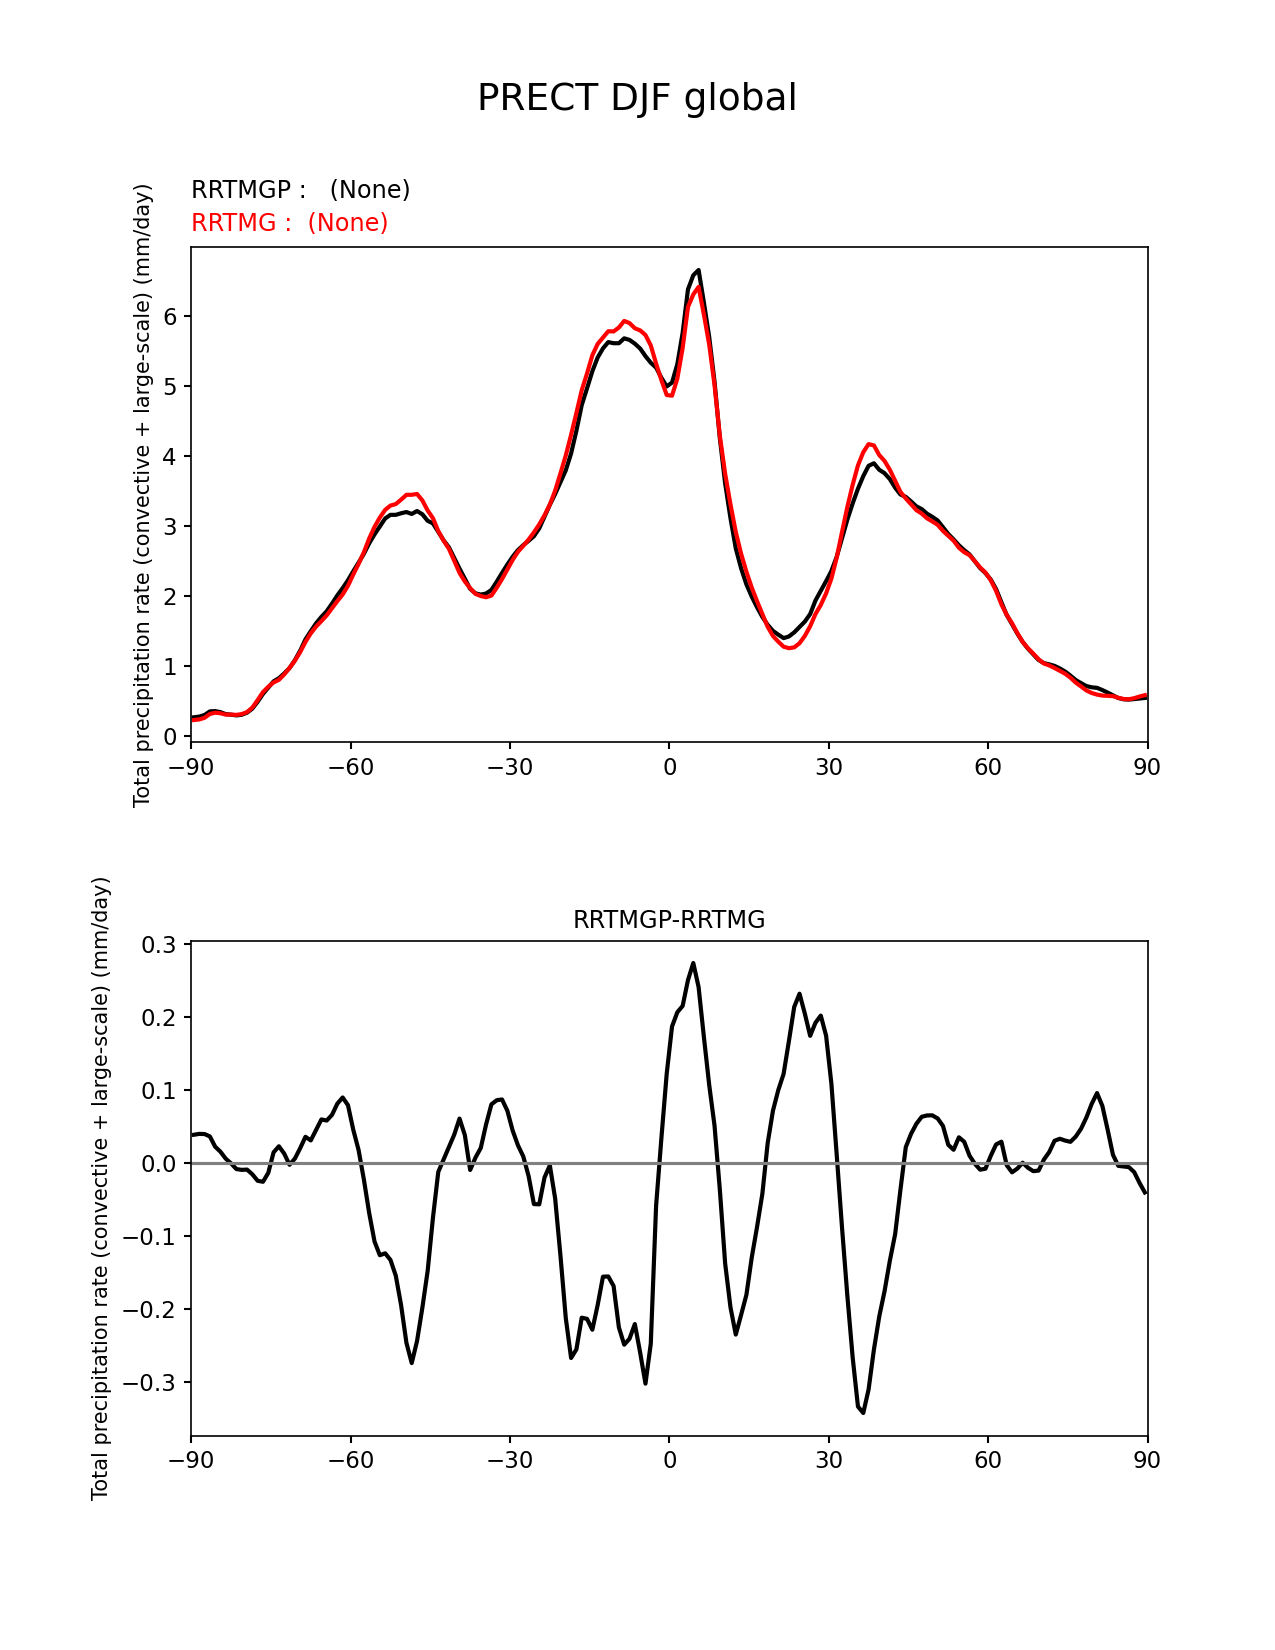 PRECT DJF global
RRTMGP :   (None)
RRTMG :  (None)
Total precipitation rate (convective + large-scale) (mm/day)
6
5
4
3
2
1
0
−90 −60 −30 0 30 60 90
RRTMGP-RRTMG
Total precipitation rate (convective + large-scale) (mm/day)
0.3
0.2
0.1
0.0
−0.1
−0.2
−0.3
−90 −60 −30 0 30 60 90